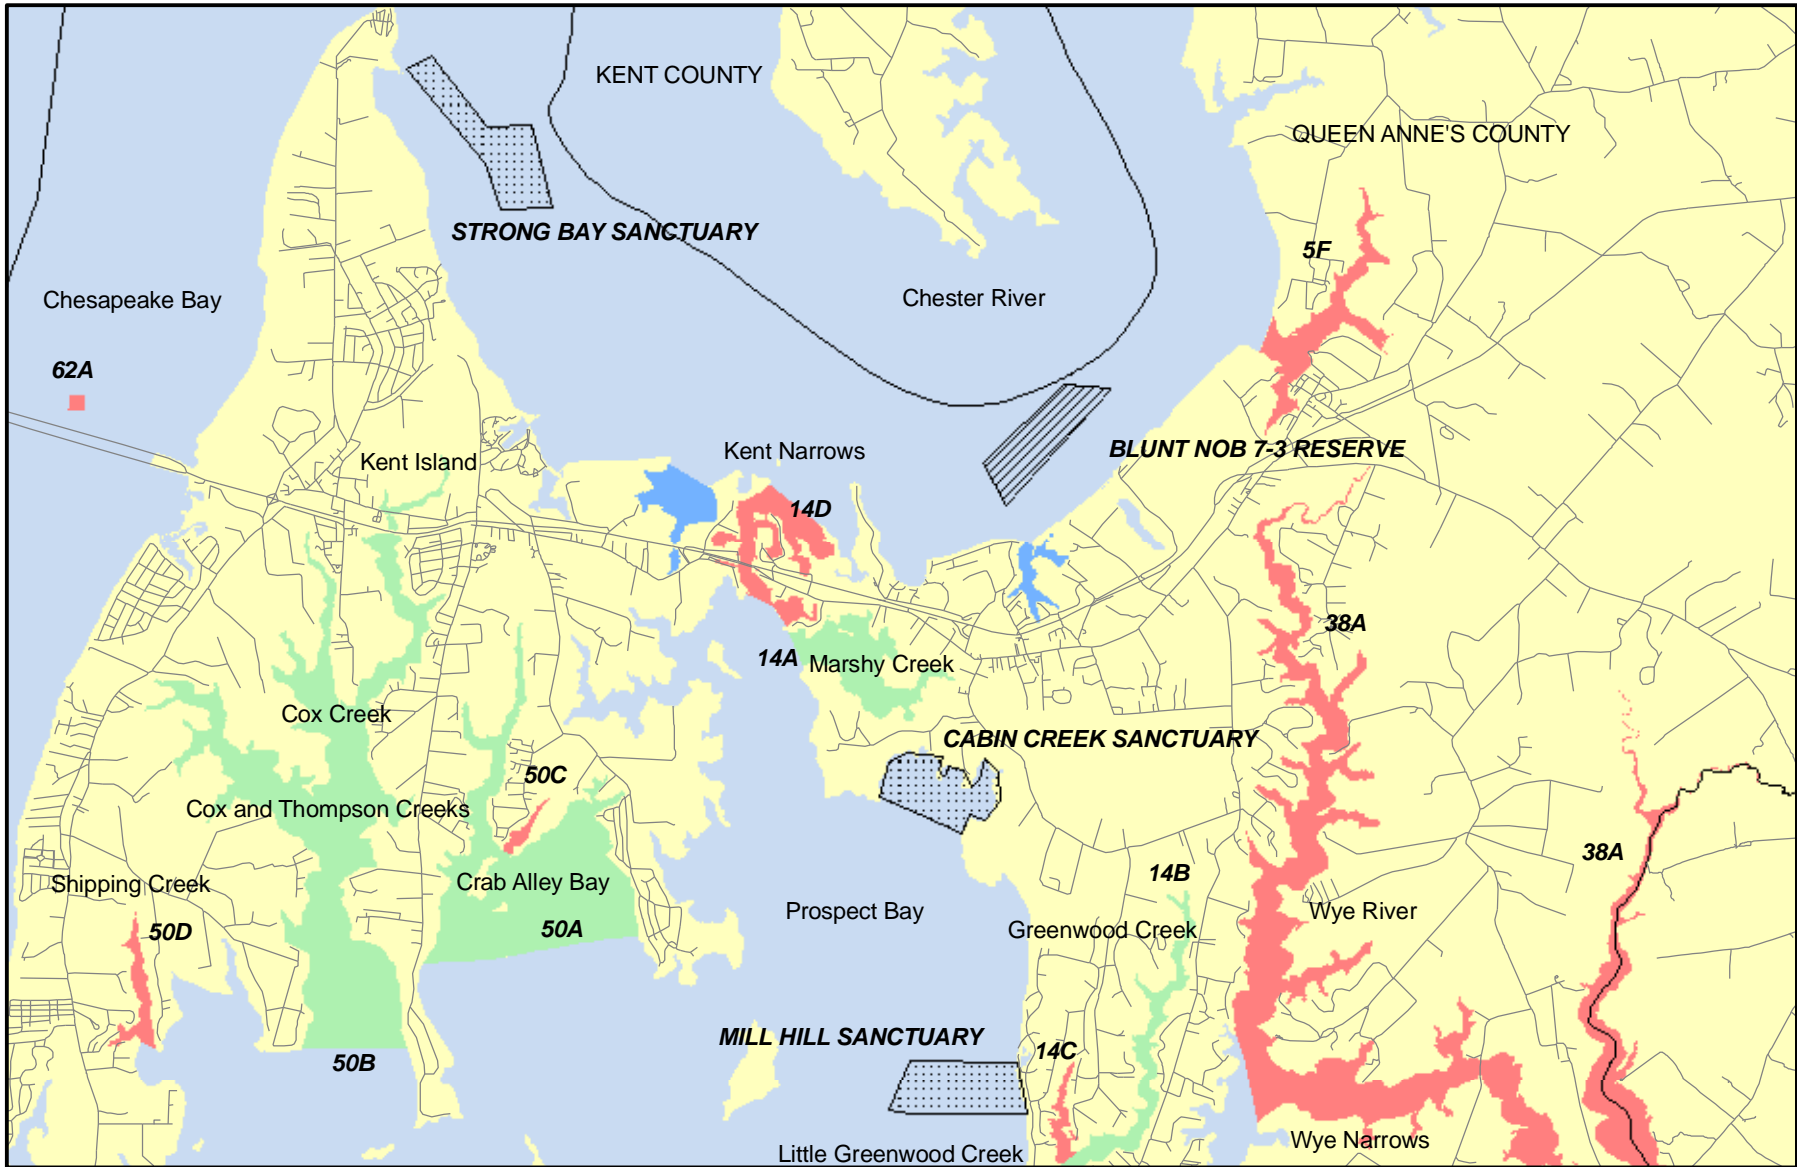 KENT COUNTY
QUEEN ANNE'S COUNTY
STRONG BAY SANCTUARY
5F
Chesapeake Bay
Chester River
62A
Kent Island
Kent Narrows
BLUNT NOB 7-3 RESERVE
14D
38A
14A
Marshy Creek
Cox Creek
CABIN CREEK SANCTUARY
50C
Cox and Thompson Creeks
38A
Shipping Creek
Crab Alley Bay
14B
50D
50A
Prospect Bay
Greenwood Creek
Wye River
MILL HILL SANCTUARY
14C
50B
Wye Narrows
Little Greenwood Creek